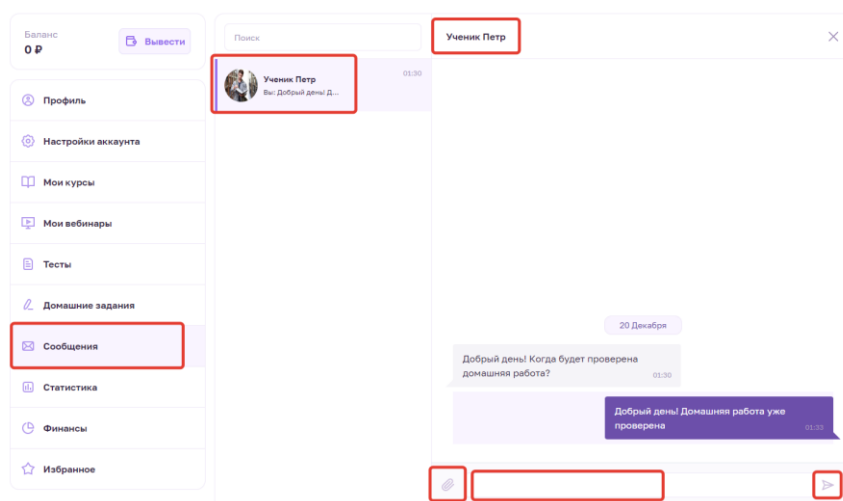 Баланс
0 ₽
Вывести
Профиль
Настройки аккаунта
Мои курсы
Мои вебинары
Тесты
Домашние задания
Сообщения
Статистика
Финансы
Избранное
Поиск
Ученик Петр
01:30
Вы: Добрый день! Д...
Ученик Петр
20 Декабря
Добрый день! Когда будет проверена
домашняя работа?
01:30
Добрый день! Домашняя работа уже
проверена
01:33